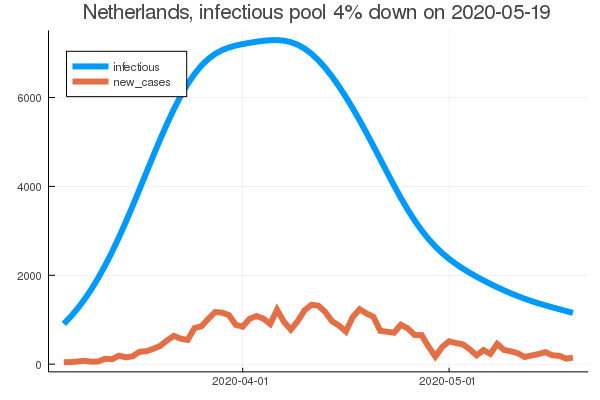 Netherlands, infectious pool 4% down on 2020-05-19
infectious
new_cases
6000
4000
2000
0
2020-04-01
2020-05-01